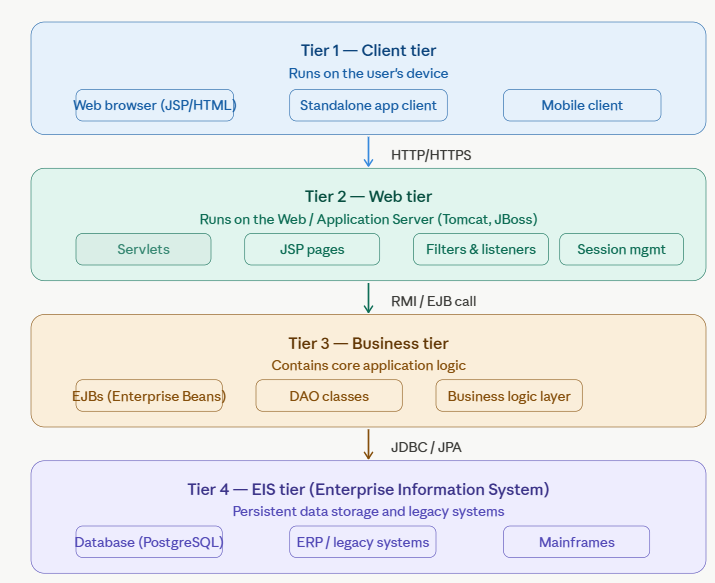 Tier 1 — Client tier
Runs on the user's device
Web browser (JSP/HTML)
Standalone app client
Mobile client
HTTP/HTTPS
Tier 2 — Web tier
Runs on the Web / Application Server (Tomcat, JBoss)
Servlets
JSP pages
Filters & listeners
Session mgmt
RMI / EJB call
Tier 3 — Business tier
Contains core application logic
EJBs (Enterprise Beans)
DAO classes
Business logic layer
JDBC / JPA
Tier 4 — EIS tier (Enterprise Information System)
Persistent data storage and legacy systems
Database (PostgreSQL)
ERP / legacy systems
Mainframes